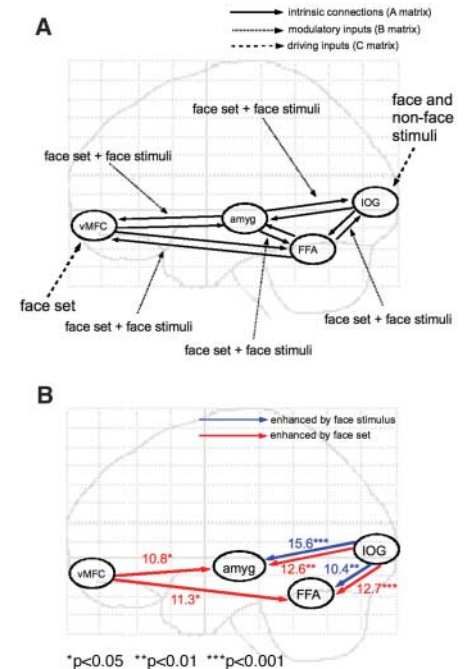 A
intrinsic connections (A matrix)
modulatory inputs (B matrix)
driving inputs (C matrix)
face set + face stimuli
face and
non-face
stimuli
face set + face stimuli
IOG
amyg
vMFC
FFA
face set
face set + face stimuli
face set + face stimuli
face set + face stimuli
B
enhanced by face stimulus
enhanced by face set
15.6***
IOG
10.8*
amyg
12.6**
10.4**
vMFC
12.7***
FFA
11.3*
*p<0.05 **p<0.01 ***p<0.001